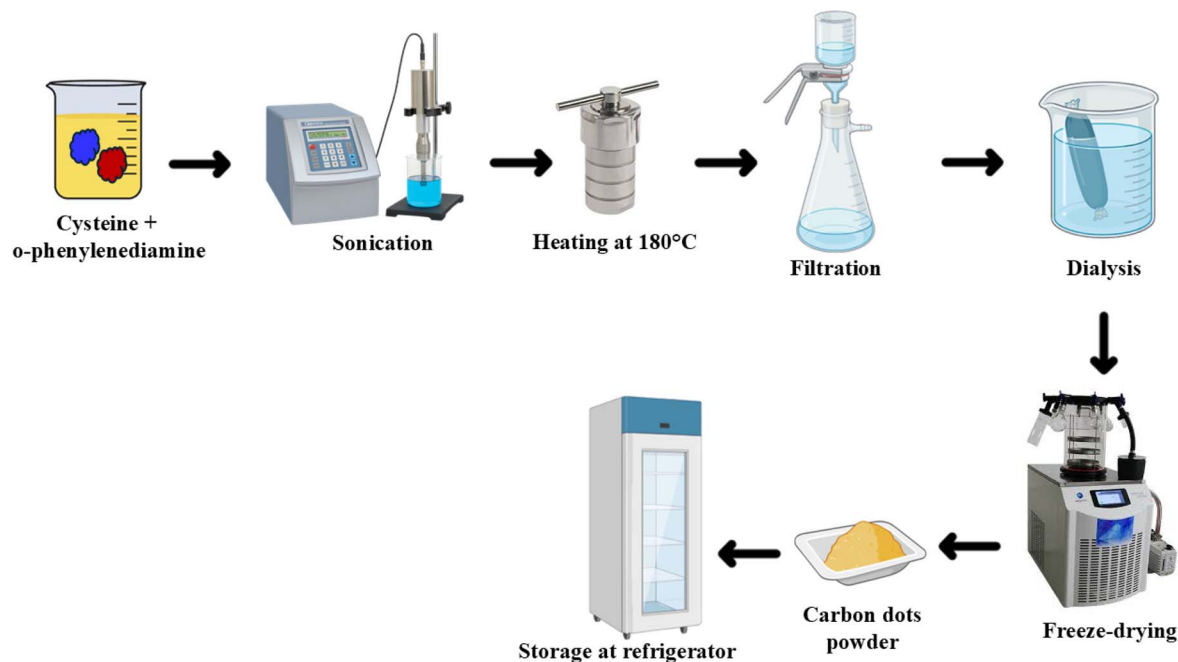 Cysteine +
o-phenylenediamine
Sonication
Heating at 180°C
Filtration
Dialysis
Freeze-drying
Carbon dots
powder
Storage at refrigerator